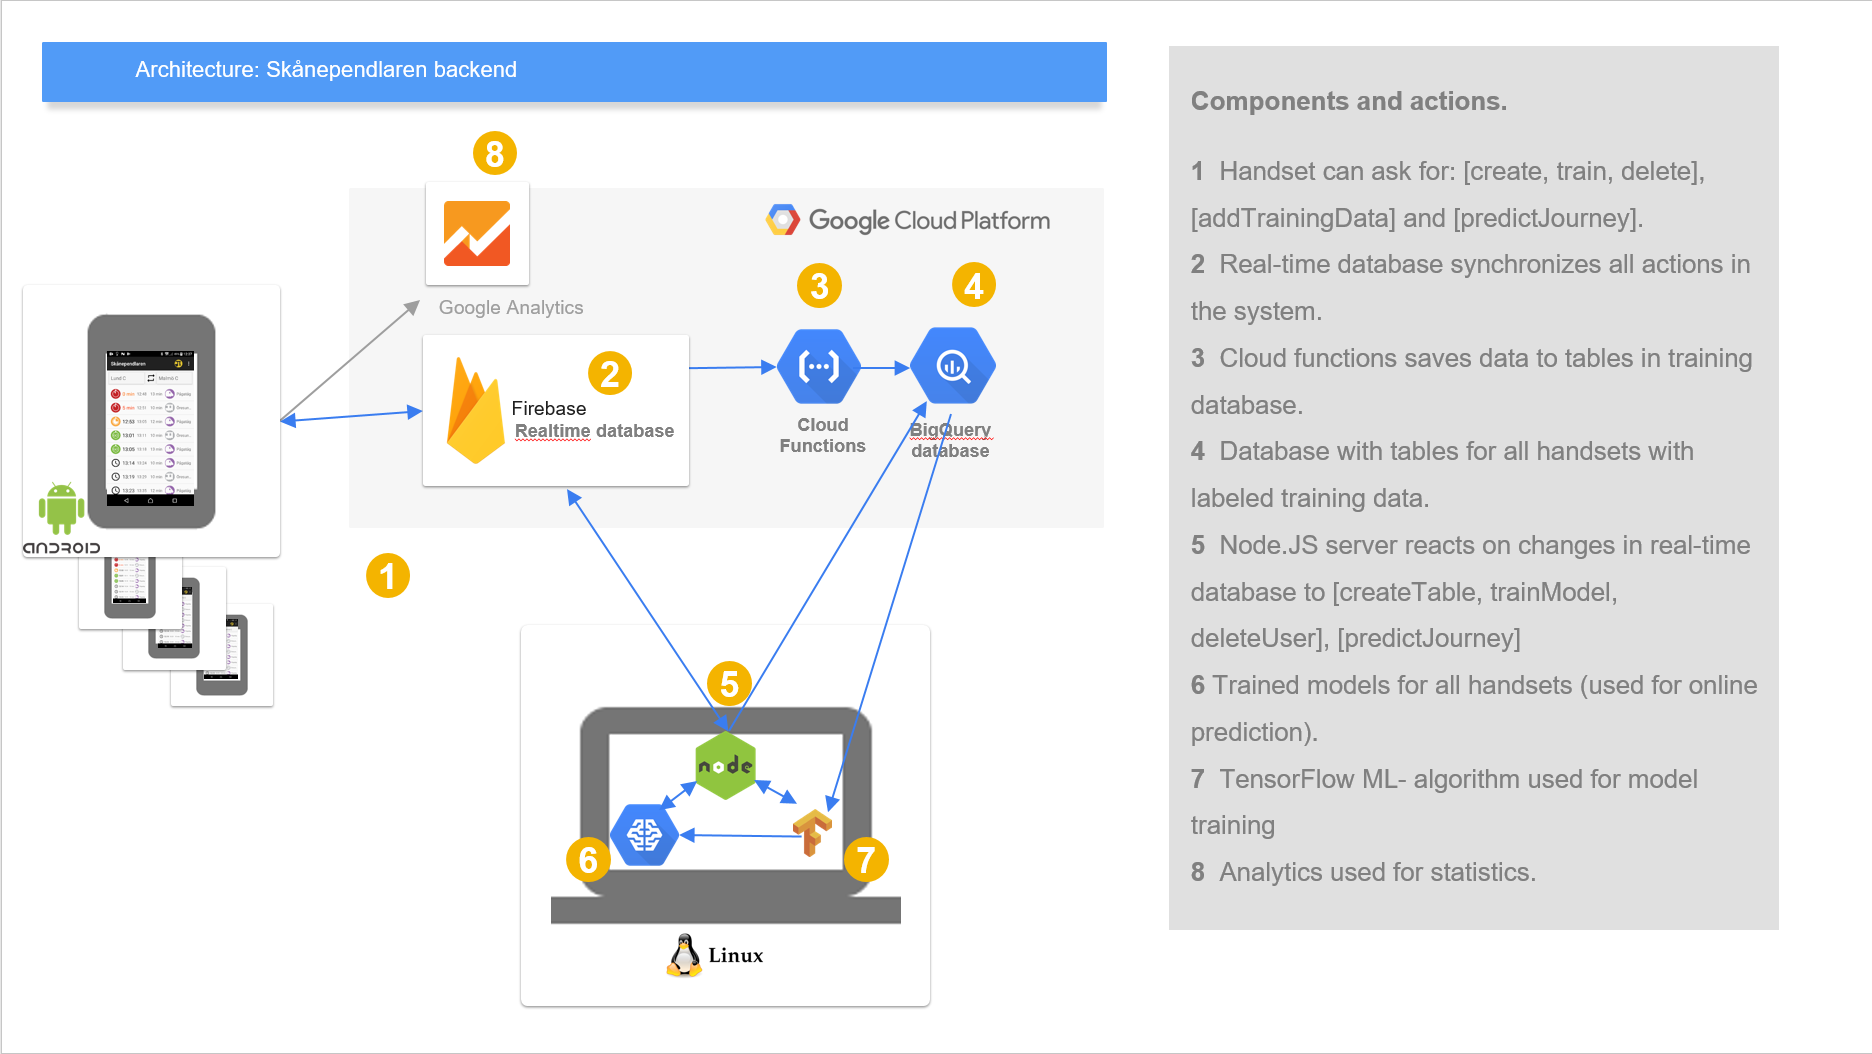 Architecture: Skånependlaren backend
8
Google Cloud Platform
Google Analytics
3
4
2
Firebase
Realtime database
Cloud
Functions
BigQuery
database
Skånependlaren
Lund C
Malmö C
ANDROID
1
5
node
6
7
Linux
Components and actions.
1 Handset can ask for: [create, train, delete],
[addTrainingData] and [predictJourney].
2 Real-time database synchronizes all actions in
the system.
3 Cloud functions saves data to tables in training
database.
4 Database with tables for all handsets with
labeled training data.
5 Node.JS server reacts on changes in real-time
database to [createTable, trainModel,
deleteUser], [predictJourney]
6 Trained models for all handsets (used for online
prediction).
7 TensorFlow ML- algorithm used for model
training
8 Analytics used for statistics.